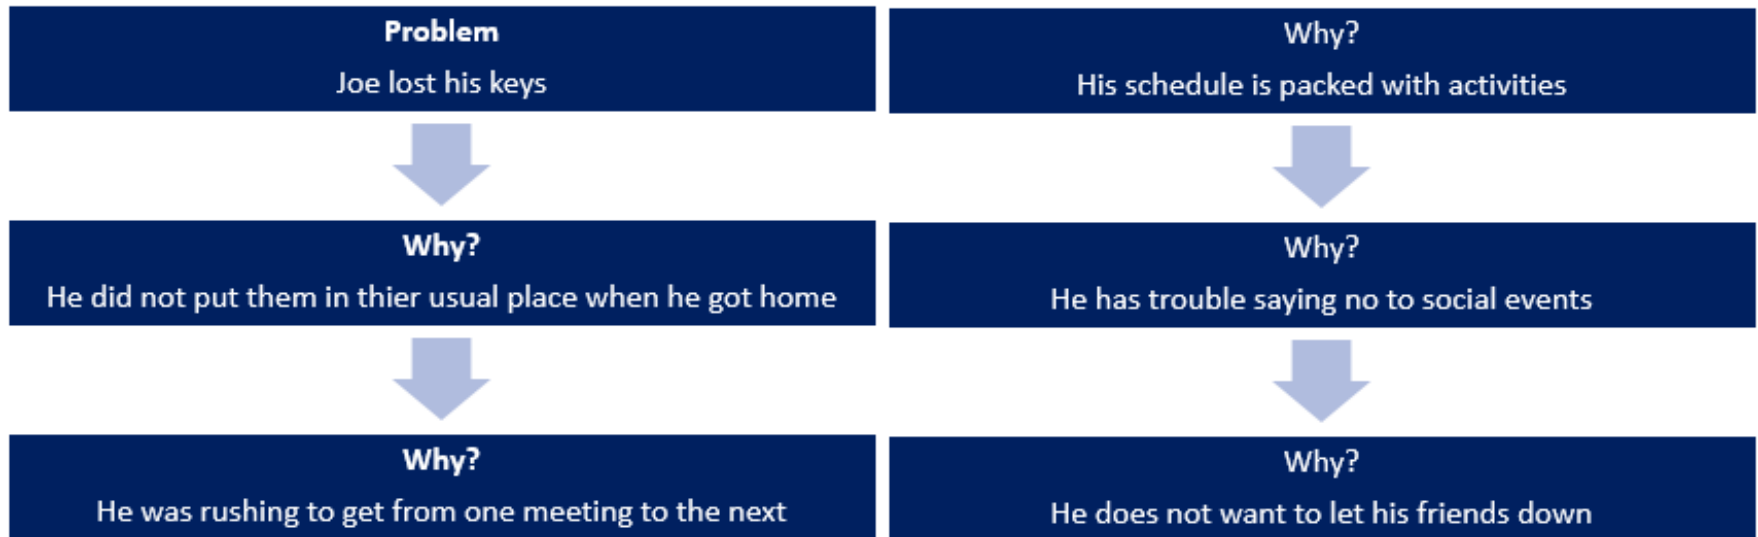 Problem
Joe lost his keys
Why?
He did not put them in thier usual place when he got home
Why?
He was rushing to get from one meeting to the next
Why?
His schedule is packed with activities
Why?
He has trouble saying no to social events
Why?
He does not want to let his friends down